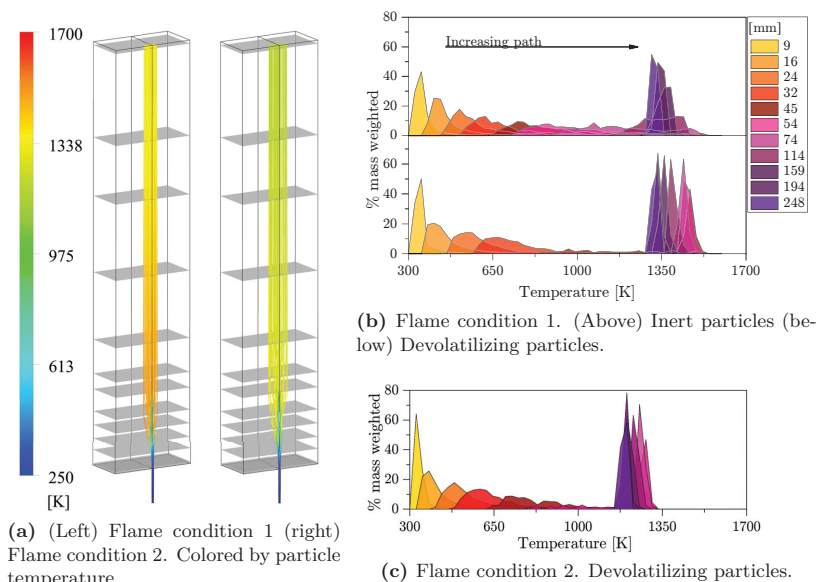 1700
1338
975
613
250
[K]
(a) (Left) Flame condition 1 (right)
Flame condition 2. Colored by particle
temperature
% mass weighted
80
60
40
20
0
Increasing path
[mm]
9
16
24
32
45
54
74
114
159
194
248
% mass weighted
80
60
40
20
0
300
650
1000
1350
1700
Temperature [K]
(b) Flame condition 1. (Above) Inert particles (be-
low) Devolatilizing particles.
% mass weighted
80
60
40
20
0
300
650
1000
1350
1700
Temperature [K]
(c) Flame condition 2. Devolatilizing particles.